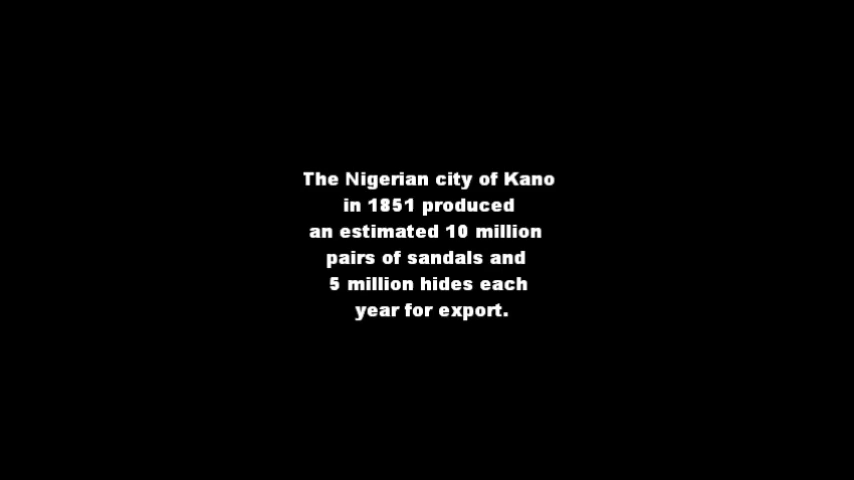 The Nigerian city of Kano
in 1851 produced
an estimated 10 million
pairs of sandals and
5 million hides each
year for export.